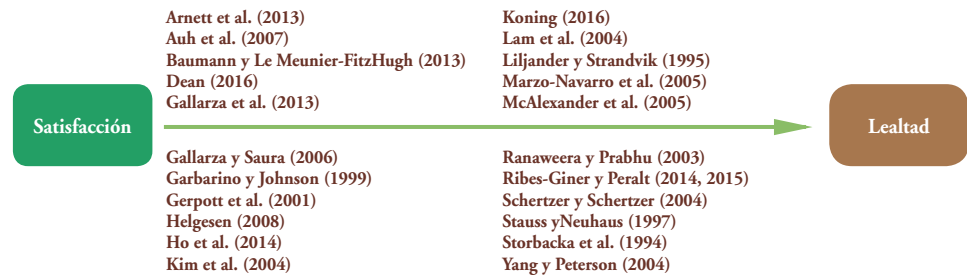 Satisfacción
Arnett et al. (2013)
Auh et al. (2007)
Baumann y Le Meunier-FitzHugh (2013)
Dean (2016)
Gallarza et al. (2013)
Gallarza y Saura (2006)
Garbarino y Johnson (1999)
Gerpott et al. (2001)
Helgesen (2008)
Ho et al. (2014)
Kim et al. (2004)
Koning (2016)
Lam et al. (2004)
Liljander y Strandvik (1995)
Marzo-Navarro et al. (2005)
McAlexander et al. (2005)
Ranaweera y Prabhu (2003)
Ribes-Giner y Peralt (2014, 2015)
Schertzer y Schertzer (2004)
Stauss yNeuhaus (1997)
Storbacka et al. (1994)
Yang y Peterson (2004)
Lealtad